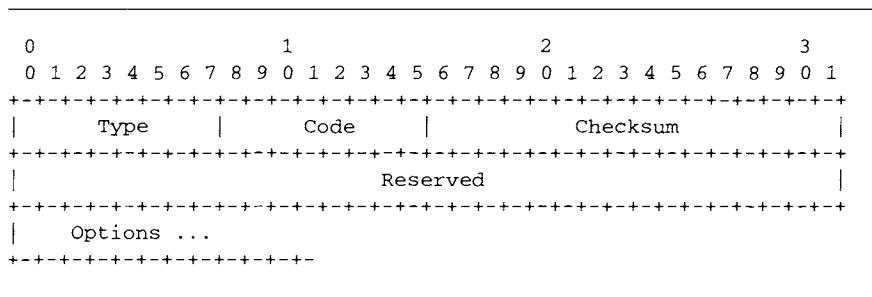 0                   1                   2                   3
 0 1 2 3 4 5 6 7 8 9 0 1 2 3 4 5 6 7 8 9 0 1 2 3 4 5 6 7 8 9 0 1
+-+-+-+-+-+-+-+-+-+-+-+-+-+-+-+-+-+-+-+-+-+-+-+-+-+-+-+-+-+-+-+-+
|     Type      |     Code      |           Checksum            |
+-+-+-+-+-+-+-+-+-+-+-+-+-+-+-+-+-+-+-+-+-+-+-+-+-+-+-+-+-+-+-+-+
|                            Reserved                           |
+-+-+-+-+-+-+-+-+-+-+-+-+-+-+-+-+-+-+-+-+-+-+-+-+-+-+-+-+-+-+-+-+
|   Options ...
+-+-+-+-+-+-+-+-+-+-+-+-